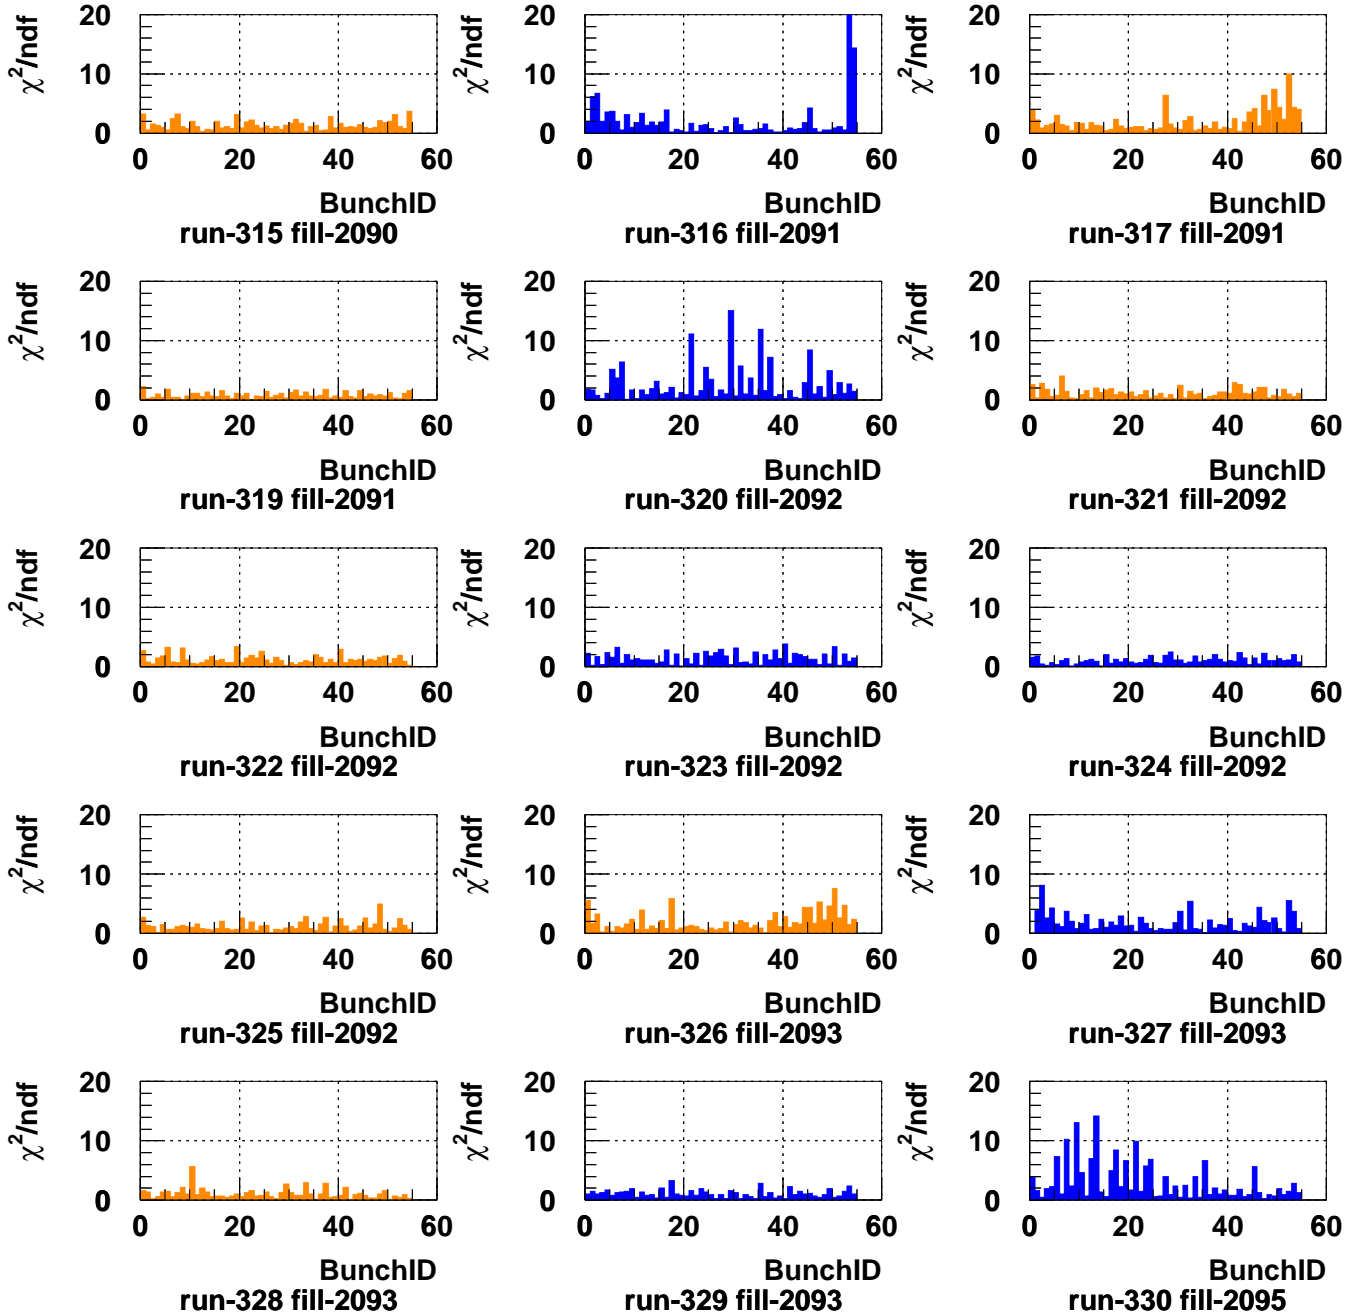 χ²/ndf
20
10
0
0 20 40 60
BunchID
run-315 fill-2090
χ²/ndf
20
10
0
0 20 40 60
BunchID
run-316 fill-2091
χ²/ndf
20
10
0
0 20 40 60
BunchID
run-317 fill-2091
χ²/ndf
20
10
0
0 20 40 60
BunchID
run-319 fill-2091
χ²/ndf
20
10
0
0 20 40 60
BunchID
run-320 fill-2092
χ²/ndf
20
10
0
0 20 40 60
BunchID
run-321 fill-2092
χ²/ndf
20
10
0
0 20 40 60
BunchID
run-322 fill-2092
χ²/ndf
20
10
0
0 20 40 60
BunchID
run-323 fill-2092
χ²/ndf
20
10
0
0 20 40 60
BunchID
run-324 fill-2092
χ²/ndf
20
10
0
0 20 40 60
BunchID
run-325 fill-2092
χ²/ndf
20
10
0
0 20 40 60
BunchID
run-326 fill-2093
χ²/ndf
20
10
0
0 20 40 60
BunchID
run-327 fill-2093
χ²/ndf
20
10
0
0 20 40 60
BunchID
run-328 fill-2093
χ²/ndf
20
10
0
0 20 40 60
BunchID
run-329 fill-2093
χ²/ndf
20
10
0
0 20 40 60
BunchID
run-330 fill-2095